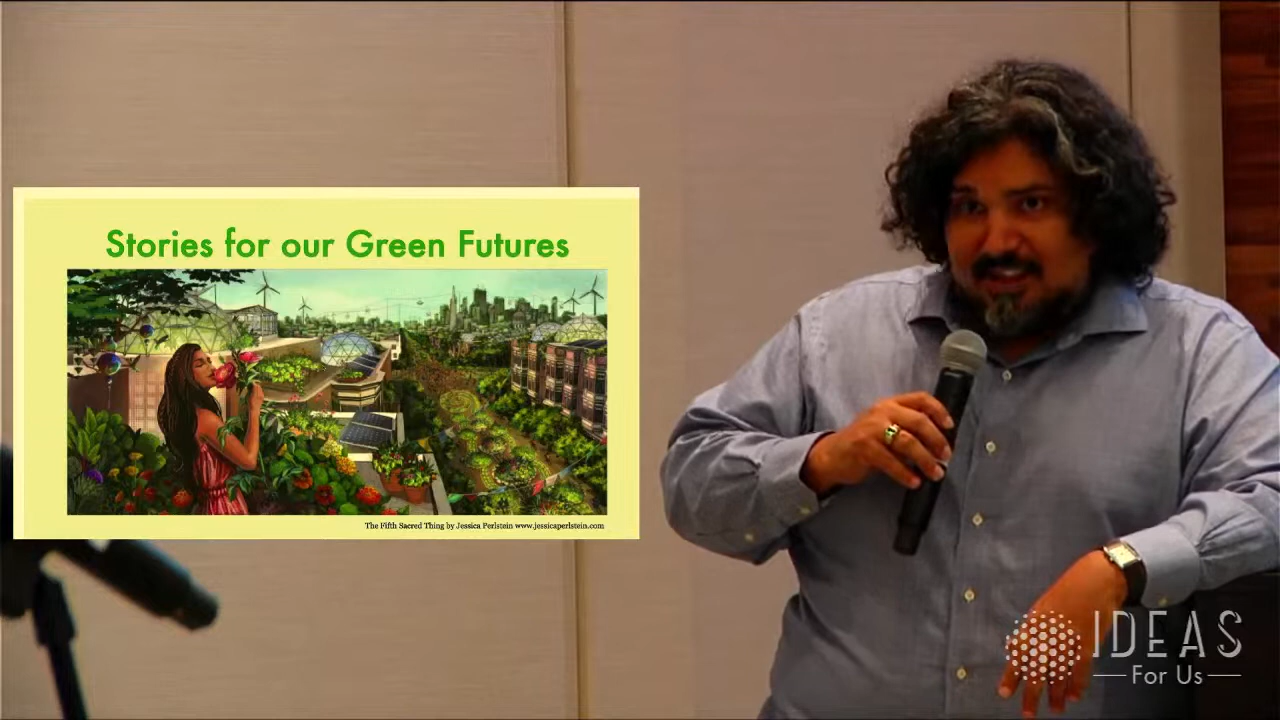 Stories for our Green Futures
The Fifth Sacred Thing by Jessica Perlstein www.jessicaperlstein.com
IDEAS
For Us